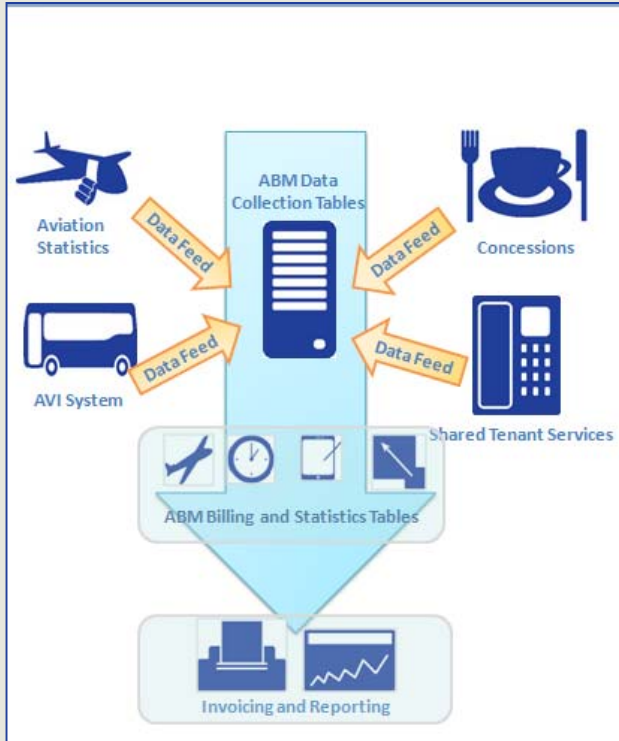 ABM Data
Collection Tables
Aviation
Statistics
Data Feed
Data Feed
Concessions
AVI System
Data Feed
Data Feed
Shared Tenant Services
ABM Billing and Statistics Tables
Invoicing and Reporting